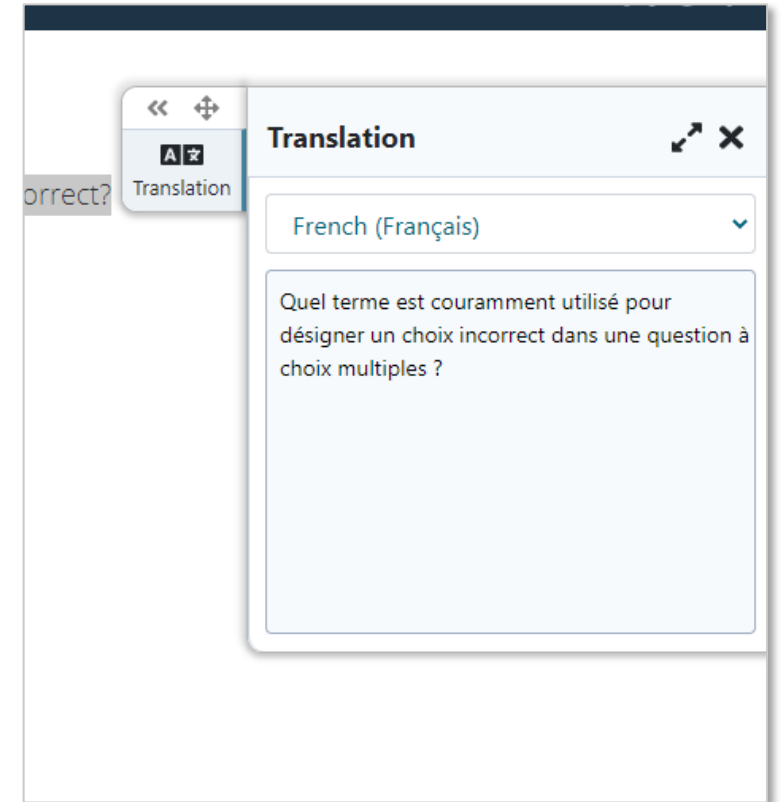 Translation
orrect?
Translation
French (Français)
Quel terme est couramment utilisé pour
désigner un choix incorrect dans une question à
choix multiples ?